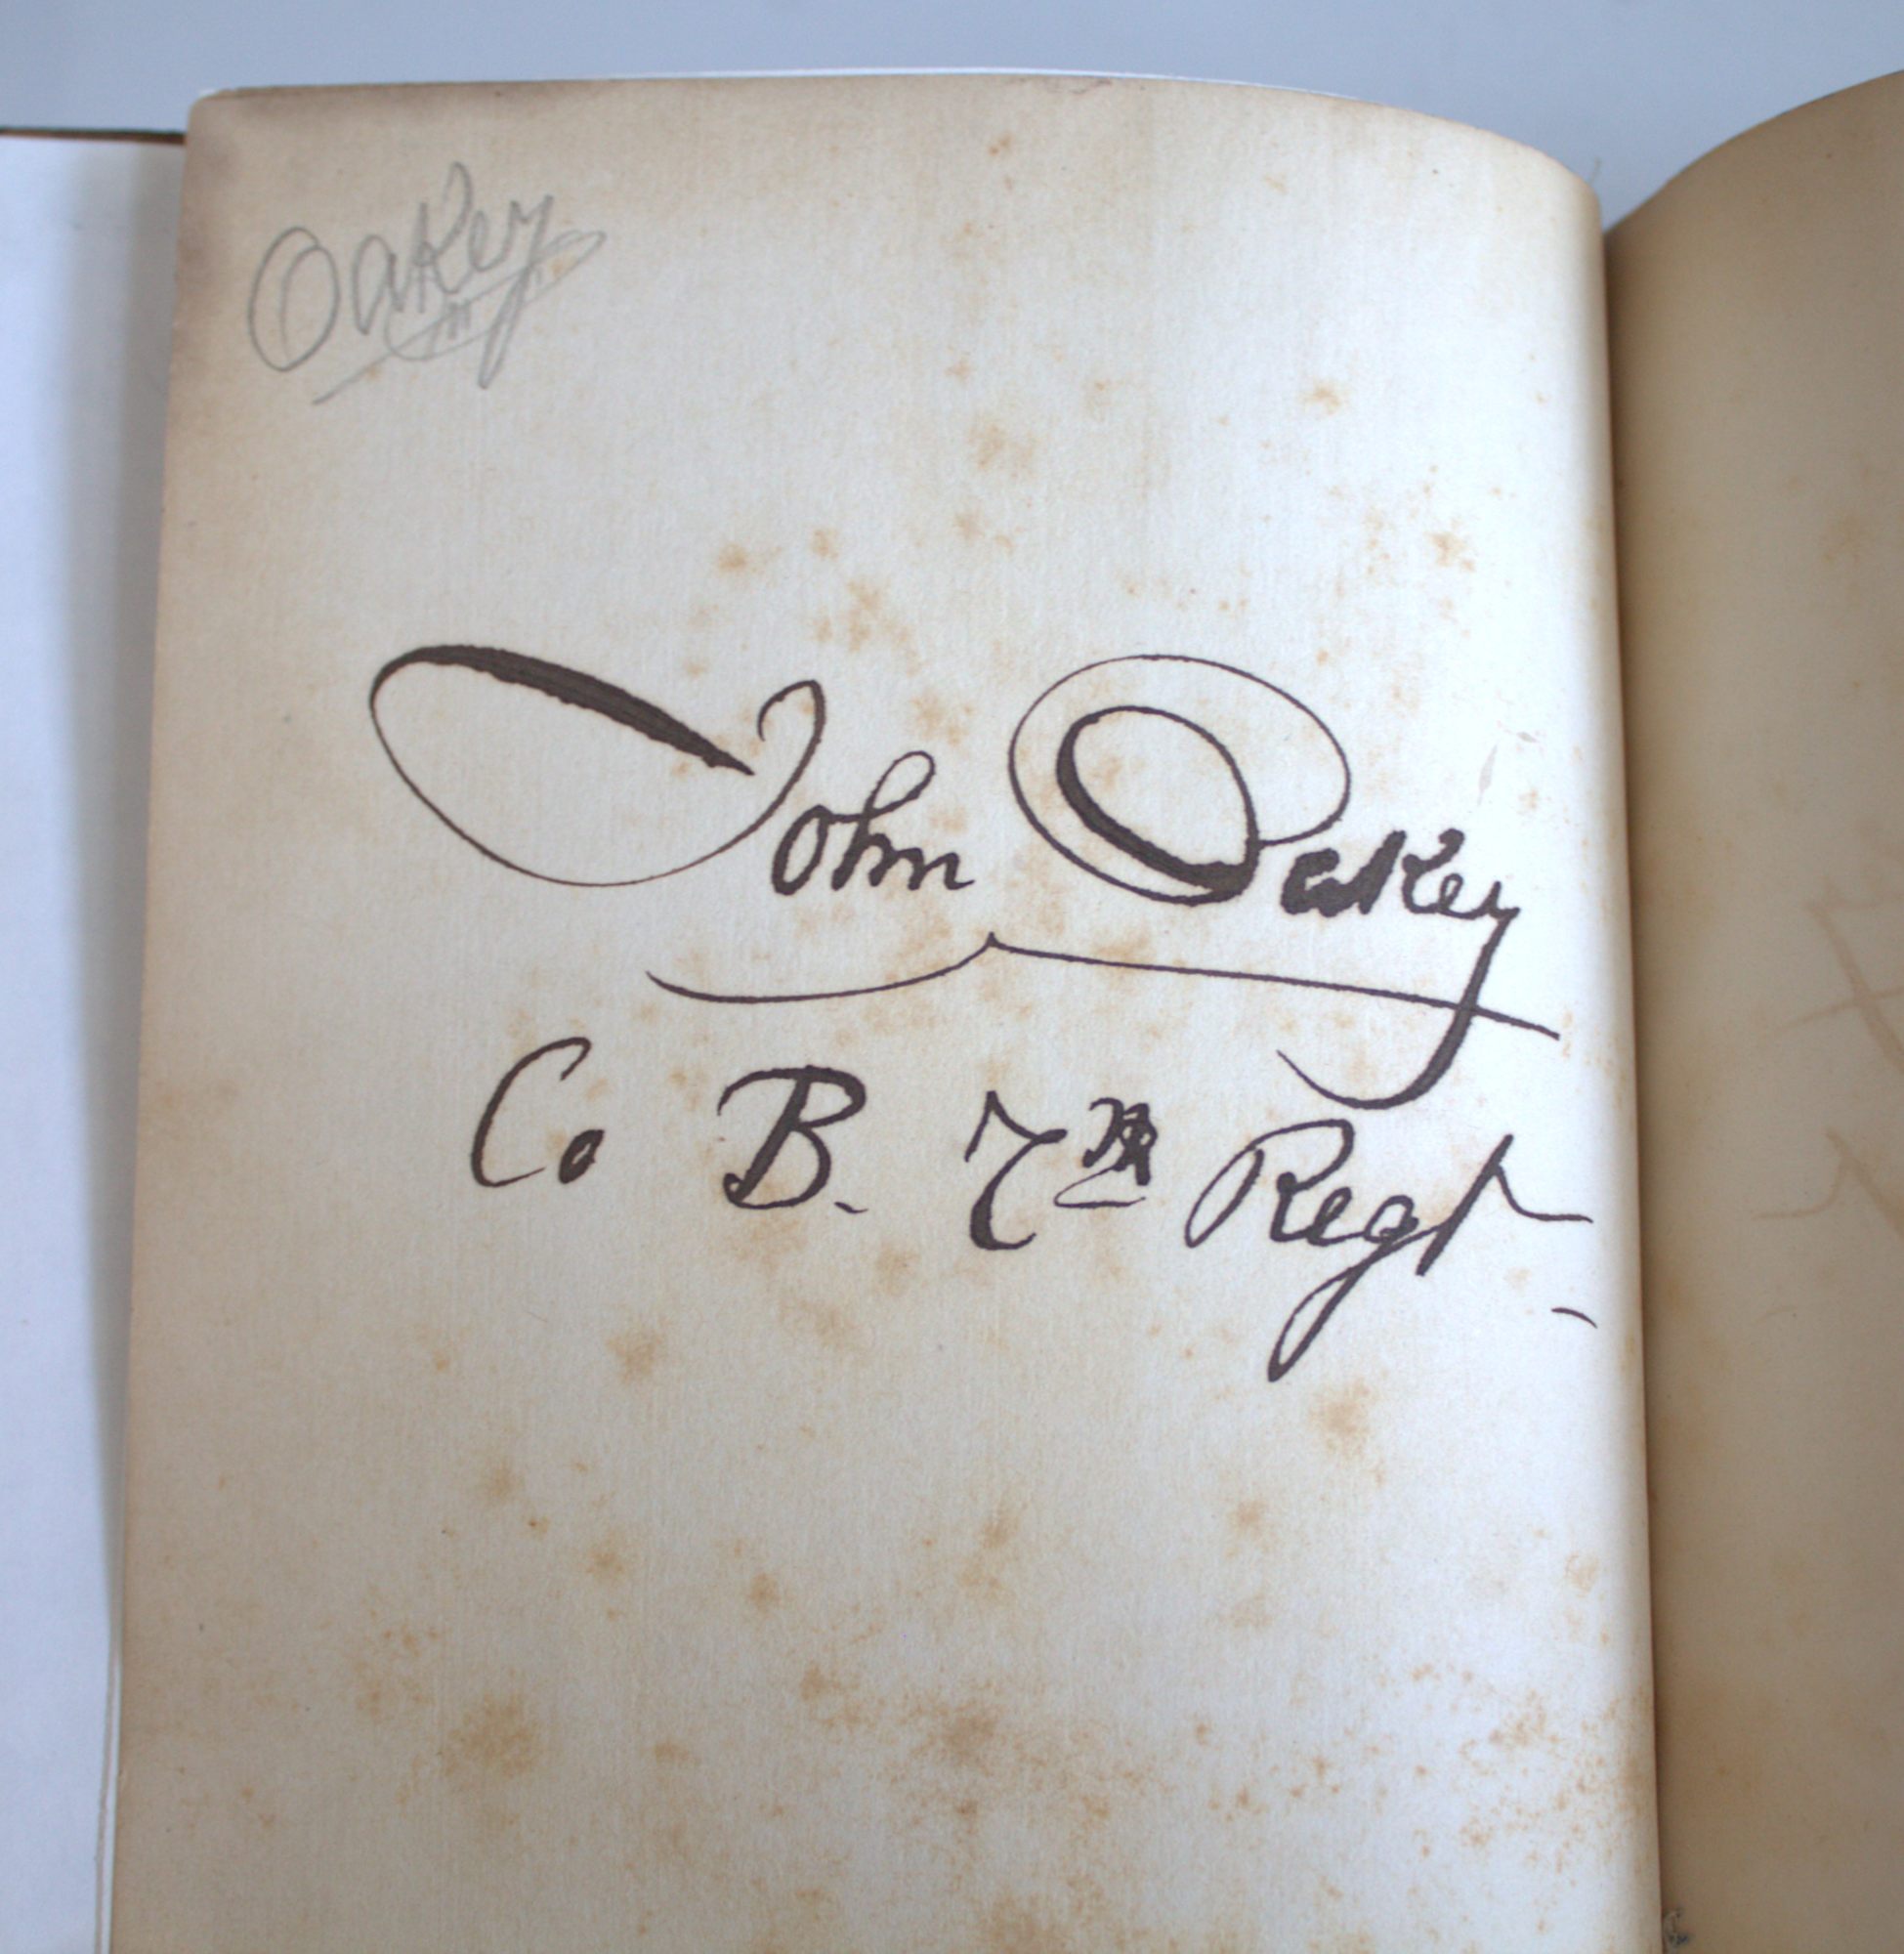 Oakey
John Oakey
Co B. 7th Regt